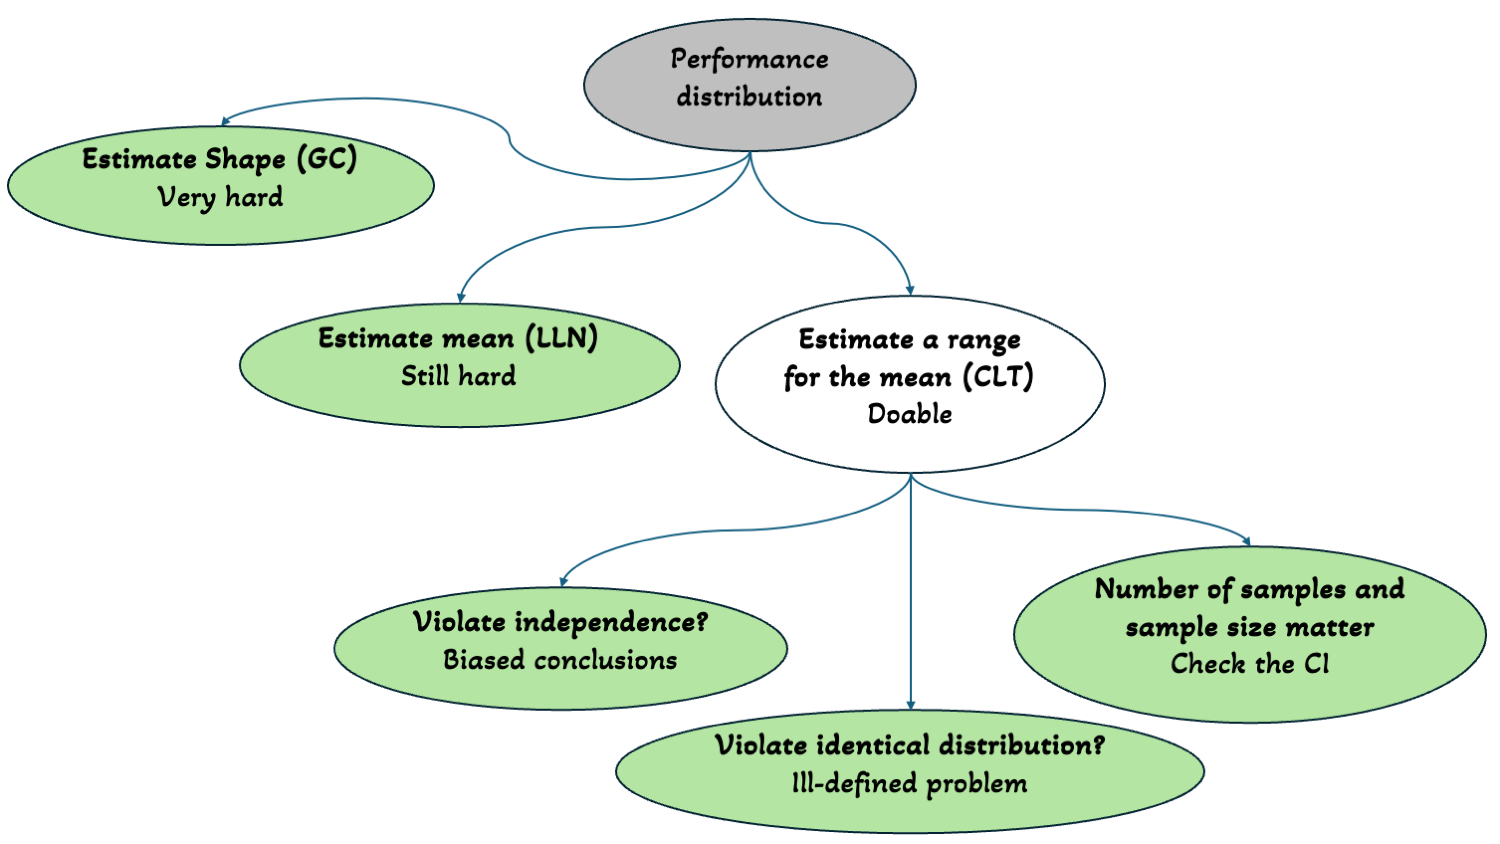 Performance
distribution
Estimate Shape (GC)
Very hard
Estimate mean (LLN)
Still hard
Estimate a range
for the mean (CLT)
Doable
Violate independence?
Biased conclusions
Number of samples and
sample size matter
Check the CI
Violate identical distribution?
Ill-defined problem